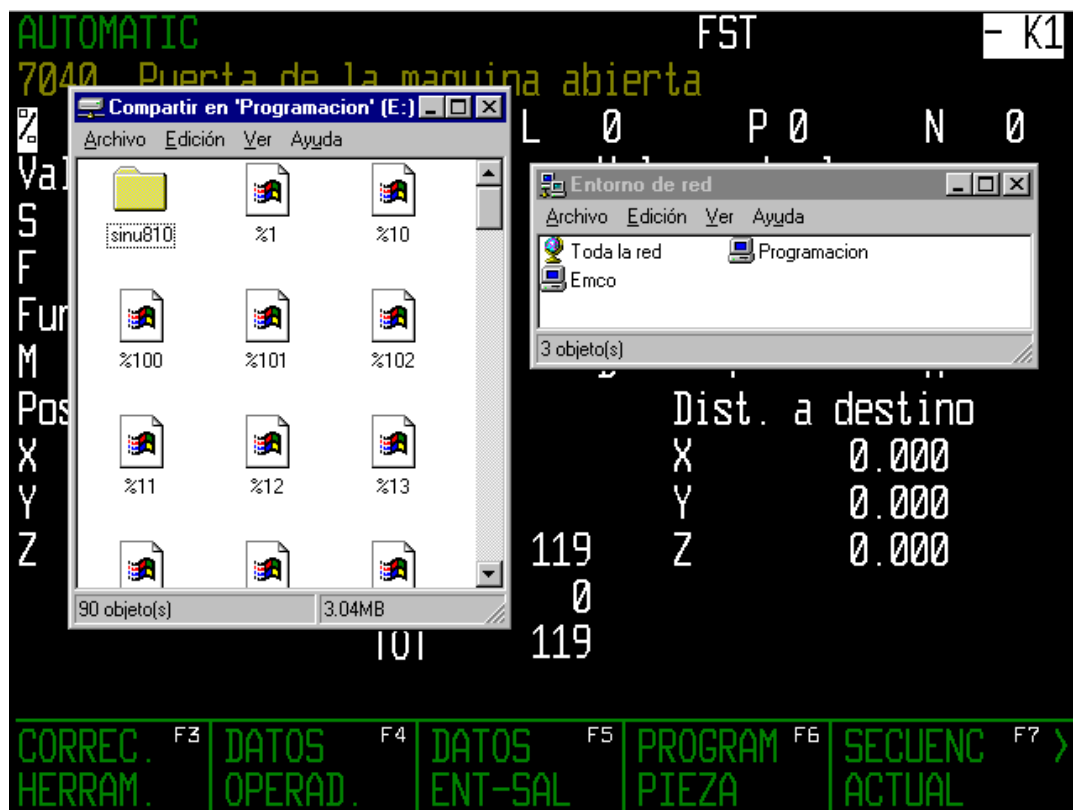 AUTOMATIC FST - K1
7040 Puerta de la maquina abierta
% L 0 P 0 N 0
S
F
M
X
Y
Z 119
0
119
Dist. a destino
X 0.000
Y 0.000
Z 0.000
Compartir en 'Programacion' (E:)
Archivo Edición Ver Ayuda
sinu810 %1 %10
%100 %101 %102
%11 %12 %13
90 objeto(s) 3.04MB
Entorno de red
Archivo Edición Ver Ayuda
Toda la red Programacion
Emco
3 objeto(s)
CORREC. HERRAM. F3
DATOS OPERAD. F4
DATOS ENT-SAL F5
PROGRAM PIEZA F6
SECUENC ACTUAL F7 >